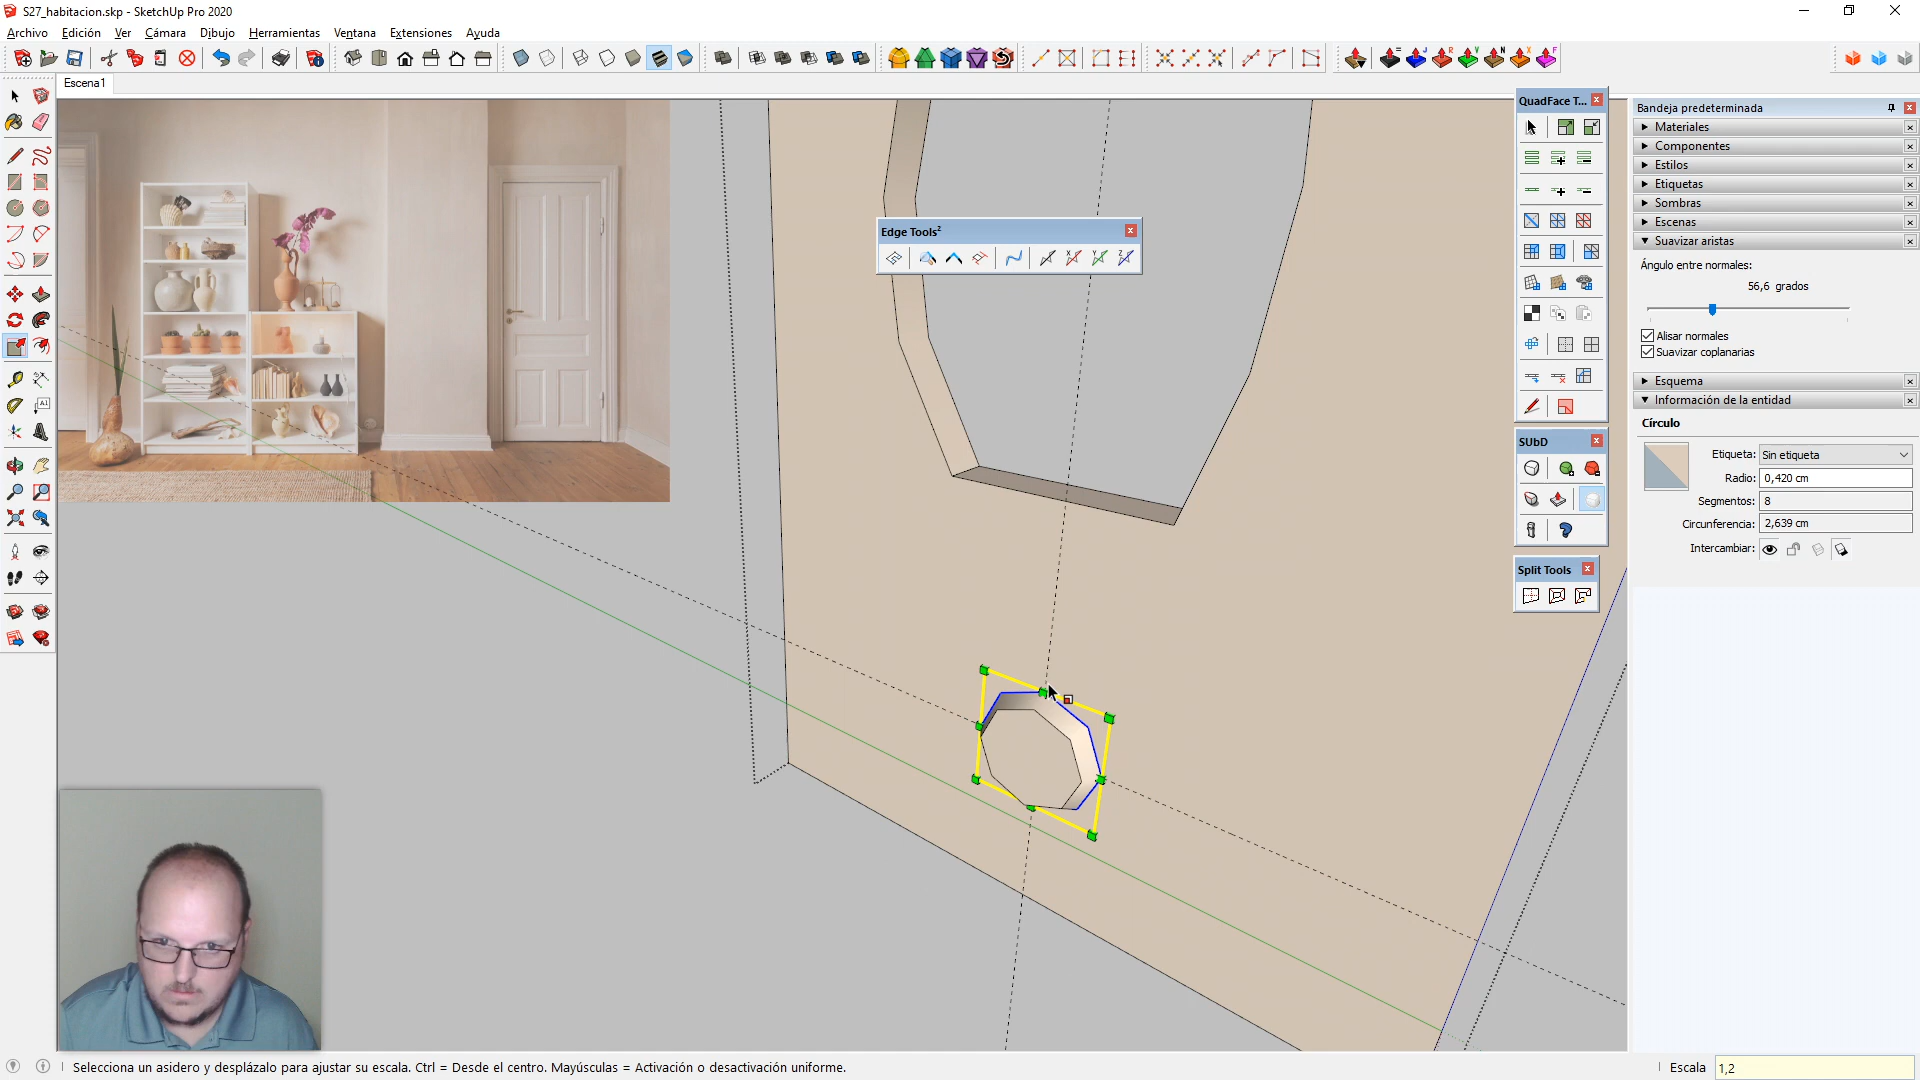 S27_habitacion.skp - SketchUp Pro 2020
Archivo Edición Ver Cámara Dibujo Herramientas Ventana Extensiones Ayuda
Escena1
QuadFace T...
Bandeja predeterminada
Materiales
Componentes
Estilos
Etiquetas
Sombras
Escenas
Suavizar aristas
Ángulo entre normales:
56,6 grados
Alisar normales
Suavizar coplanarias
Esquema
Información de la entidad
Círculo
Etiqueta: Sin etiqueta
Radio: 0,420 cm
Segmentos: 8
Circunferencia: 2,639 cm
Intercambiar:
Edge Tools²
SUbD
Split Tools
Selecciona un asidero y desplázalo para ajustar su escala. Ctrl = Desde el centro. Mayúsculas = Activación o desactivación uniforme.
Escala 1,2